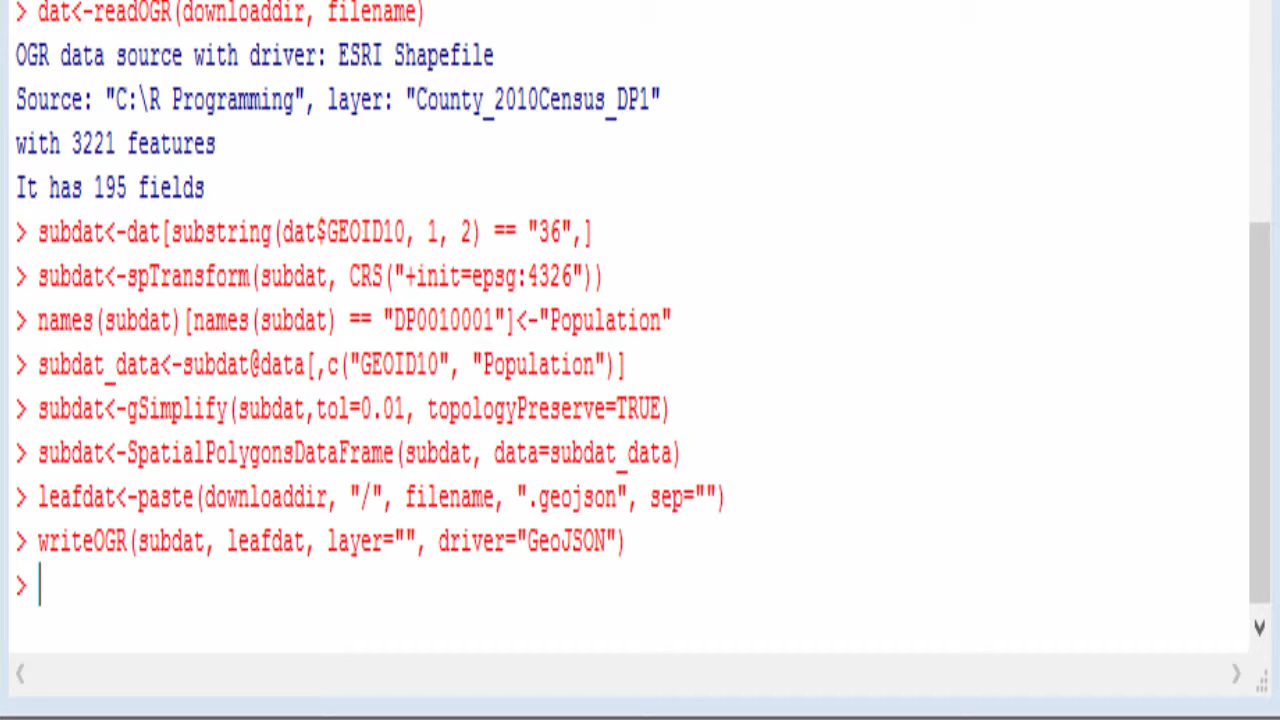 > dat<-readOGR(downloaddir, filename)
OGR data source with driver: ESRI Shapefile
Source: "C:\R Programming", layer: "County_2010Census_DP1"
with 3221 features
It has 195 fields
> subdat<-dat[substring(dat$GEOID10, 1, 2) == "36",]
> subdat<-spTransform(subdat, CRS("+init=epsg:4326"))
> names(subdat)[names(subdat) == "DP0010001"]<-"Population"
> subdat_data<-subdat@data[,c("GEOID10", "Population")]
> subdat<-gSimplify(subdat,tol=0.01, topologyPreserve=TRUE)
> subdat<-SpatialPolygonsDataFrame(subdat, data=subdat_data)
> leafdat<-paste(downloaddir, "/", filename, ".geojson", sep="")
> writeOGR(subdat, leafdat, layer="", driver="GeoJSON")
>